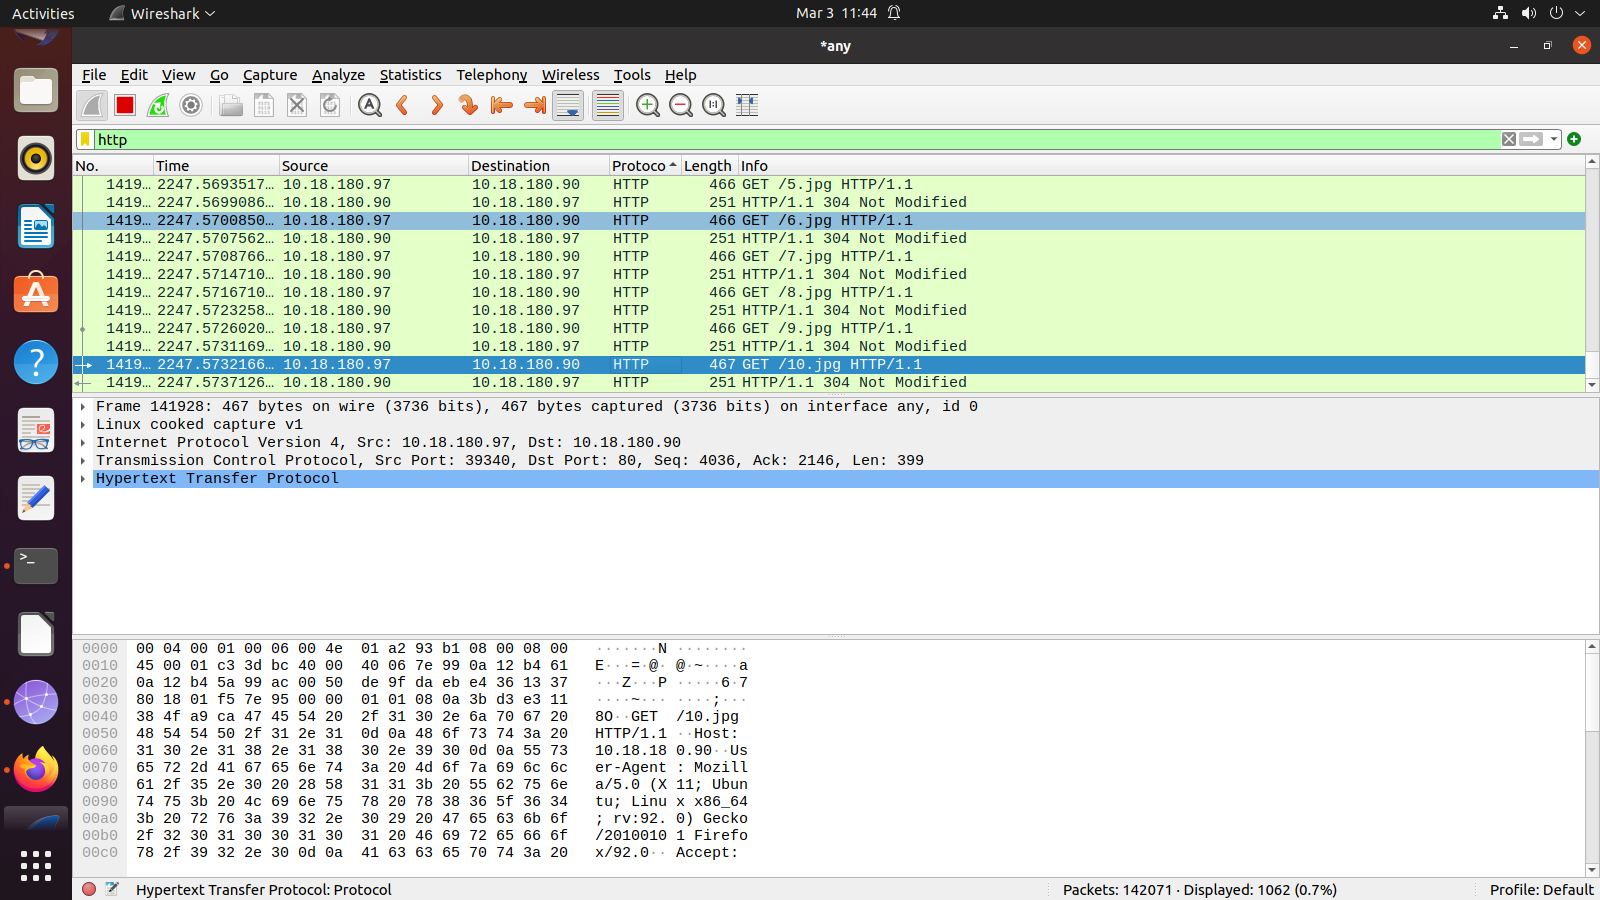 Activities Wireshark Mar 3 11:44
*any
File Edit View Go Capture Analyze Statistics Telephony Wireless Tools Help
http
No. Time Source Destination Protoco Length Info
1419… 2247.5693517… 10.18.180.97 10.18.180.90 HTTP 466 GET /5.jpg HTTP/1.1
1419… 2247.5699086… 10.18.180.90 10.18.180.97 HTTP 251 HTTP/1.1 304 Not Modified
1419… 2247.5700850… 10.18.180.97 10.18.180.90 HTTP 466 GET /6.jpg HTTP/1.1
1419… 2247.5707562… 10.18.180.90 10.18.180.97 HTTP 251 HTTP/1.1 304 Not Modified
1419… 2247.5708766… 10.18.180.97 10.18.180.90 HTTP 466 GET /7.jpg HTTP/1.1
1419… 2247.5714710… 10.18.180.90 10.18.180.97 HTTP 251 HTTP/1.1 304 Not Modified
1419… 2247.5716710… 10.18.180.97 10.18.180.90 HTTP 466 GET /8.jpg HTTP/1.1
1419… 2247.5723258… 10.18.180.90 10.18.180.97 HTTP 251 HTTP/1.1 304 Not Modified
1419… 2247.5726020… 10.18.180.97 10.18.180.90 HTTP 466 GET /9.jpg HTTP/1.1
1419… 2247.5731169… 10.18.180.90 10.18.180.97 HTTP 251 HTTP/1.1 304 Not Modified
1419… 2247.5732166… 10.18.180.97 10.18.180.90 HTTP 467 GET /10.jpg HTTP/1.1
1419… 2247.5737126… 10.18.180.90 10.18.180.97 HTTP 251 HTTP/1.1 304 Not Modified
Frame 141928: 467 bytes on wire (3736 bits), 467 bytes captured (3736 bits) on interface any, id 0
Linux cooked capture v1
Internet Protocol Version 4, Src: 10.18.180.97, Dst: 10.18.180.90
Transmission Control Protocol, Src Port: 39340, Dst Port: 80, Seq: 4036, Ack: 2146, Len: 399
Hypertext Transfer Protocol
0000 00 04 00 01 00 06 00 4e 01 a2 93 b1 08 00 08 00 ·······N ········
0010 45 00 01 c3 3d bc 40 00 40 06 7e 99 0a 12 b4 61 E···=·@· @·~····a
0020 0a 12 b4 5a 99 ac 00 50 de 9f da eb e4 36 13 37 ···Z···P ·····6·7
0030 80 18 01 f5 7e 95 00 00 01 01 08 0a 3b d3 e3 11 ····~··· ····;···
0040 38 4f a9 ca 47 45 54 20 2f 31 30 2e 6a 70 67 20 8O··GET /10.jpg
0050 48 54 54 50 2f 31 2e 31 0d 0a 48 6f 73 74 3a 20 HTTP/1.1 ··Host:
0060 31 30 2e 31 38 2e 31 38 30 2e 39 30 0d 0a 55 73 10.18.18 0.90··Us
0070 65 72 2d 41 67 65 6e 74 3a 20 4d 6f 7a 69 6c 6c er-Agent : Mozill
0080 61 2f 35 2e 30 20 28 58 31 31 3b 20 55 62 75 6e a/5.0 (X 11; Ubun
0090 74 75 3b 20 4c 69 6e 75 78 20 78 38 36 5f 36 34 tu; Linu x x86_64
00a0 3b 20 72 76 3a 39 32 2e 30 29 20 47 65 63 6b 6f ; rv:92. 0) Gecko
00b0 2f 32 30 31 30 30 31 30 31 20 46 69 72 65 66 6f /2010010 1 Firefo
00c0 78 2f 39 32 2e 30 0d 0a 41 63 63 65 70 74 3a 20 x/92.0·· Accept:
Hypertext Transfer Protocol: Protocol Packets: 142071 · Displayed: 1062 (0.7%) Profile: Default